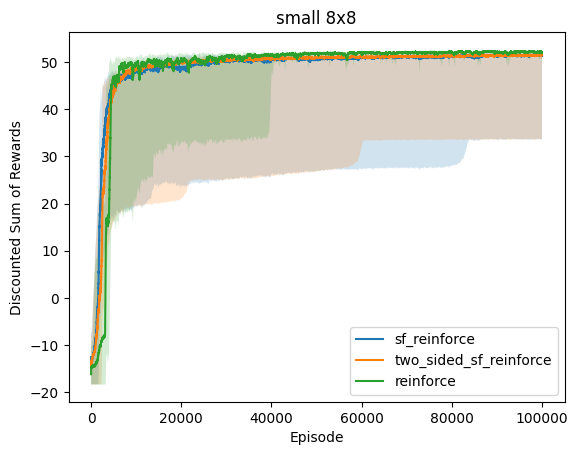 small 8x8
Discounted Sum of Rewards
50
40
30
20
10
0
−10
−20
0
20000
40000
60000
80000
100000
Episode
sf_reinforce
two_sided_sf_reinforce
reinforce